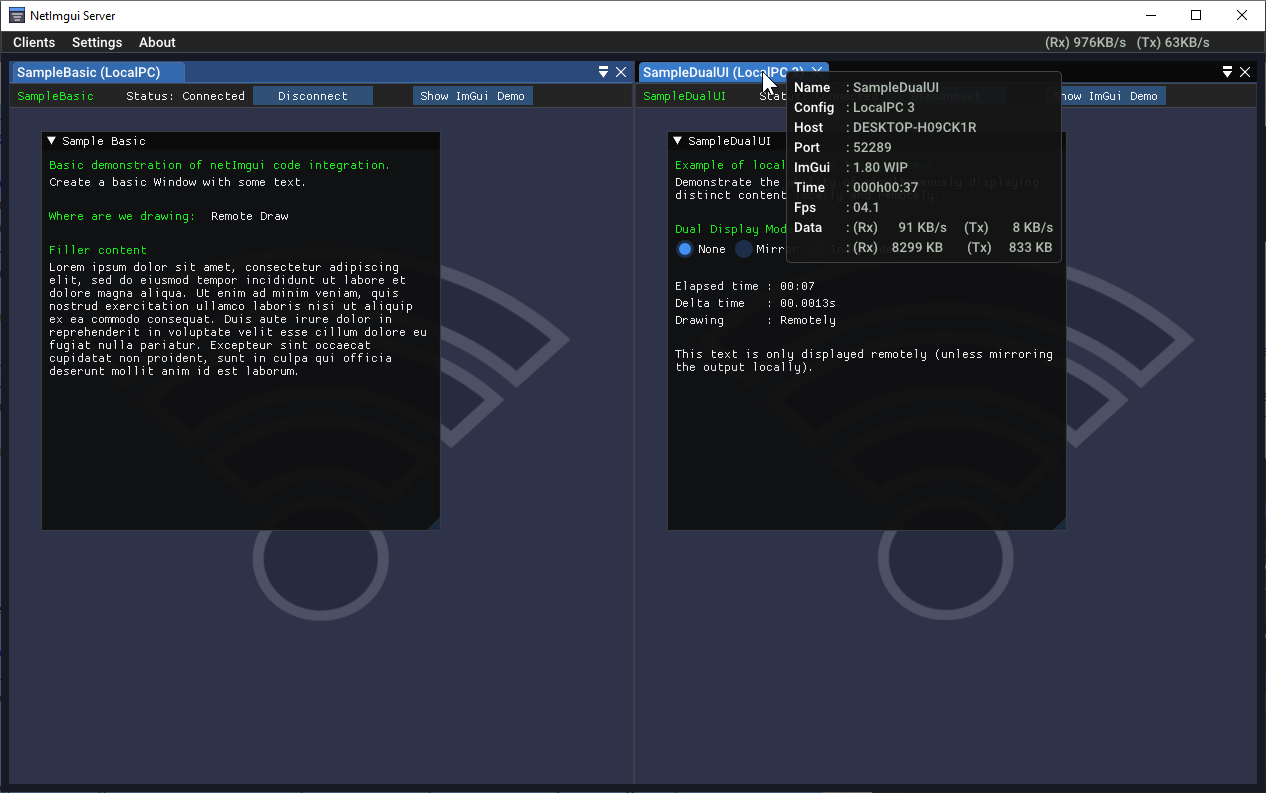 NetImgui Server
Clients Settings About (Rx) 976KB/s (Tx) 63KB/s
SampleBasic (LocalPC)
SampleBasic Status: Connected Disconnect Show ImGui Demo
Sample Basic
Basic demonstration of netImgui code integration.
Create a basic Window with some text.
Where are we drawing: Remote Draw
Filler content
Lorem ipsum dolor sit amet, consectetur adipiscing
elit, sed do eiusmod tempor incididunt ut labore et
dolore magna aliqua. Ut enim ad minim veniam, quis
nostrud exercitation ullamco laboris nisi ut aliquip
ex ea commodo consequat. Duis aute irure dolor in
reprehenderit in voluptate velit esse cillum dolore eu
fugiat nulla pariatur. Excepteur sint occaecat
cupidatat non proident, sunt in culpa qui officia
deserunt mollit anim id est laborum.
SampleDualUI (LocalPC 3)
SampleDualUI Show ImGui Demo
SampleDualUI
Example of local
Demonstrate the displaying
distinct content remotely.
Dual Display Mod
None Mirr
Elapsed time : 00:07
Delta time : 00.0013s
Drawing : Remotely
This text is only displayed remotely (unless mirroring
the output locally).
Name : SampleDualUI
Config : LocalPC 3
Host : DESKTOP-H09CK1R
Port : 52289
ImGui : 1.80 WIP
Time : 000h00:37
Fps : 04.1
Data : (Rx) 91 KB/s (Tx) 8 KB/s
: (Rx) 8299 KB (Tx) 833 KB